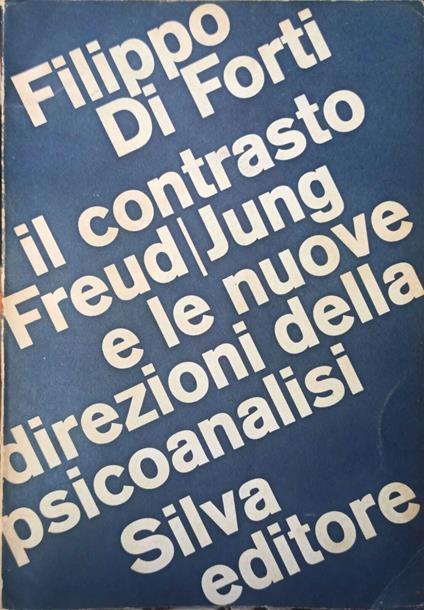 Filippo
Di Forti
il contrasto
Freud|Jung
e le nuove
direzioni della
psicoanalisi
Silva
editore